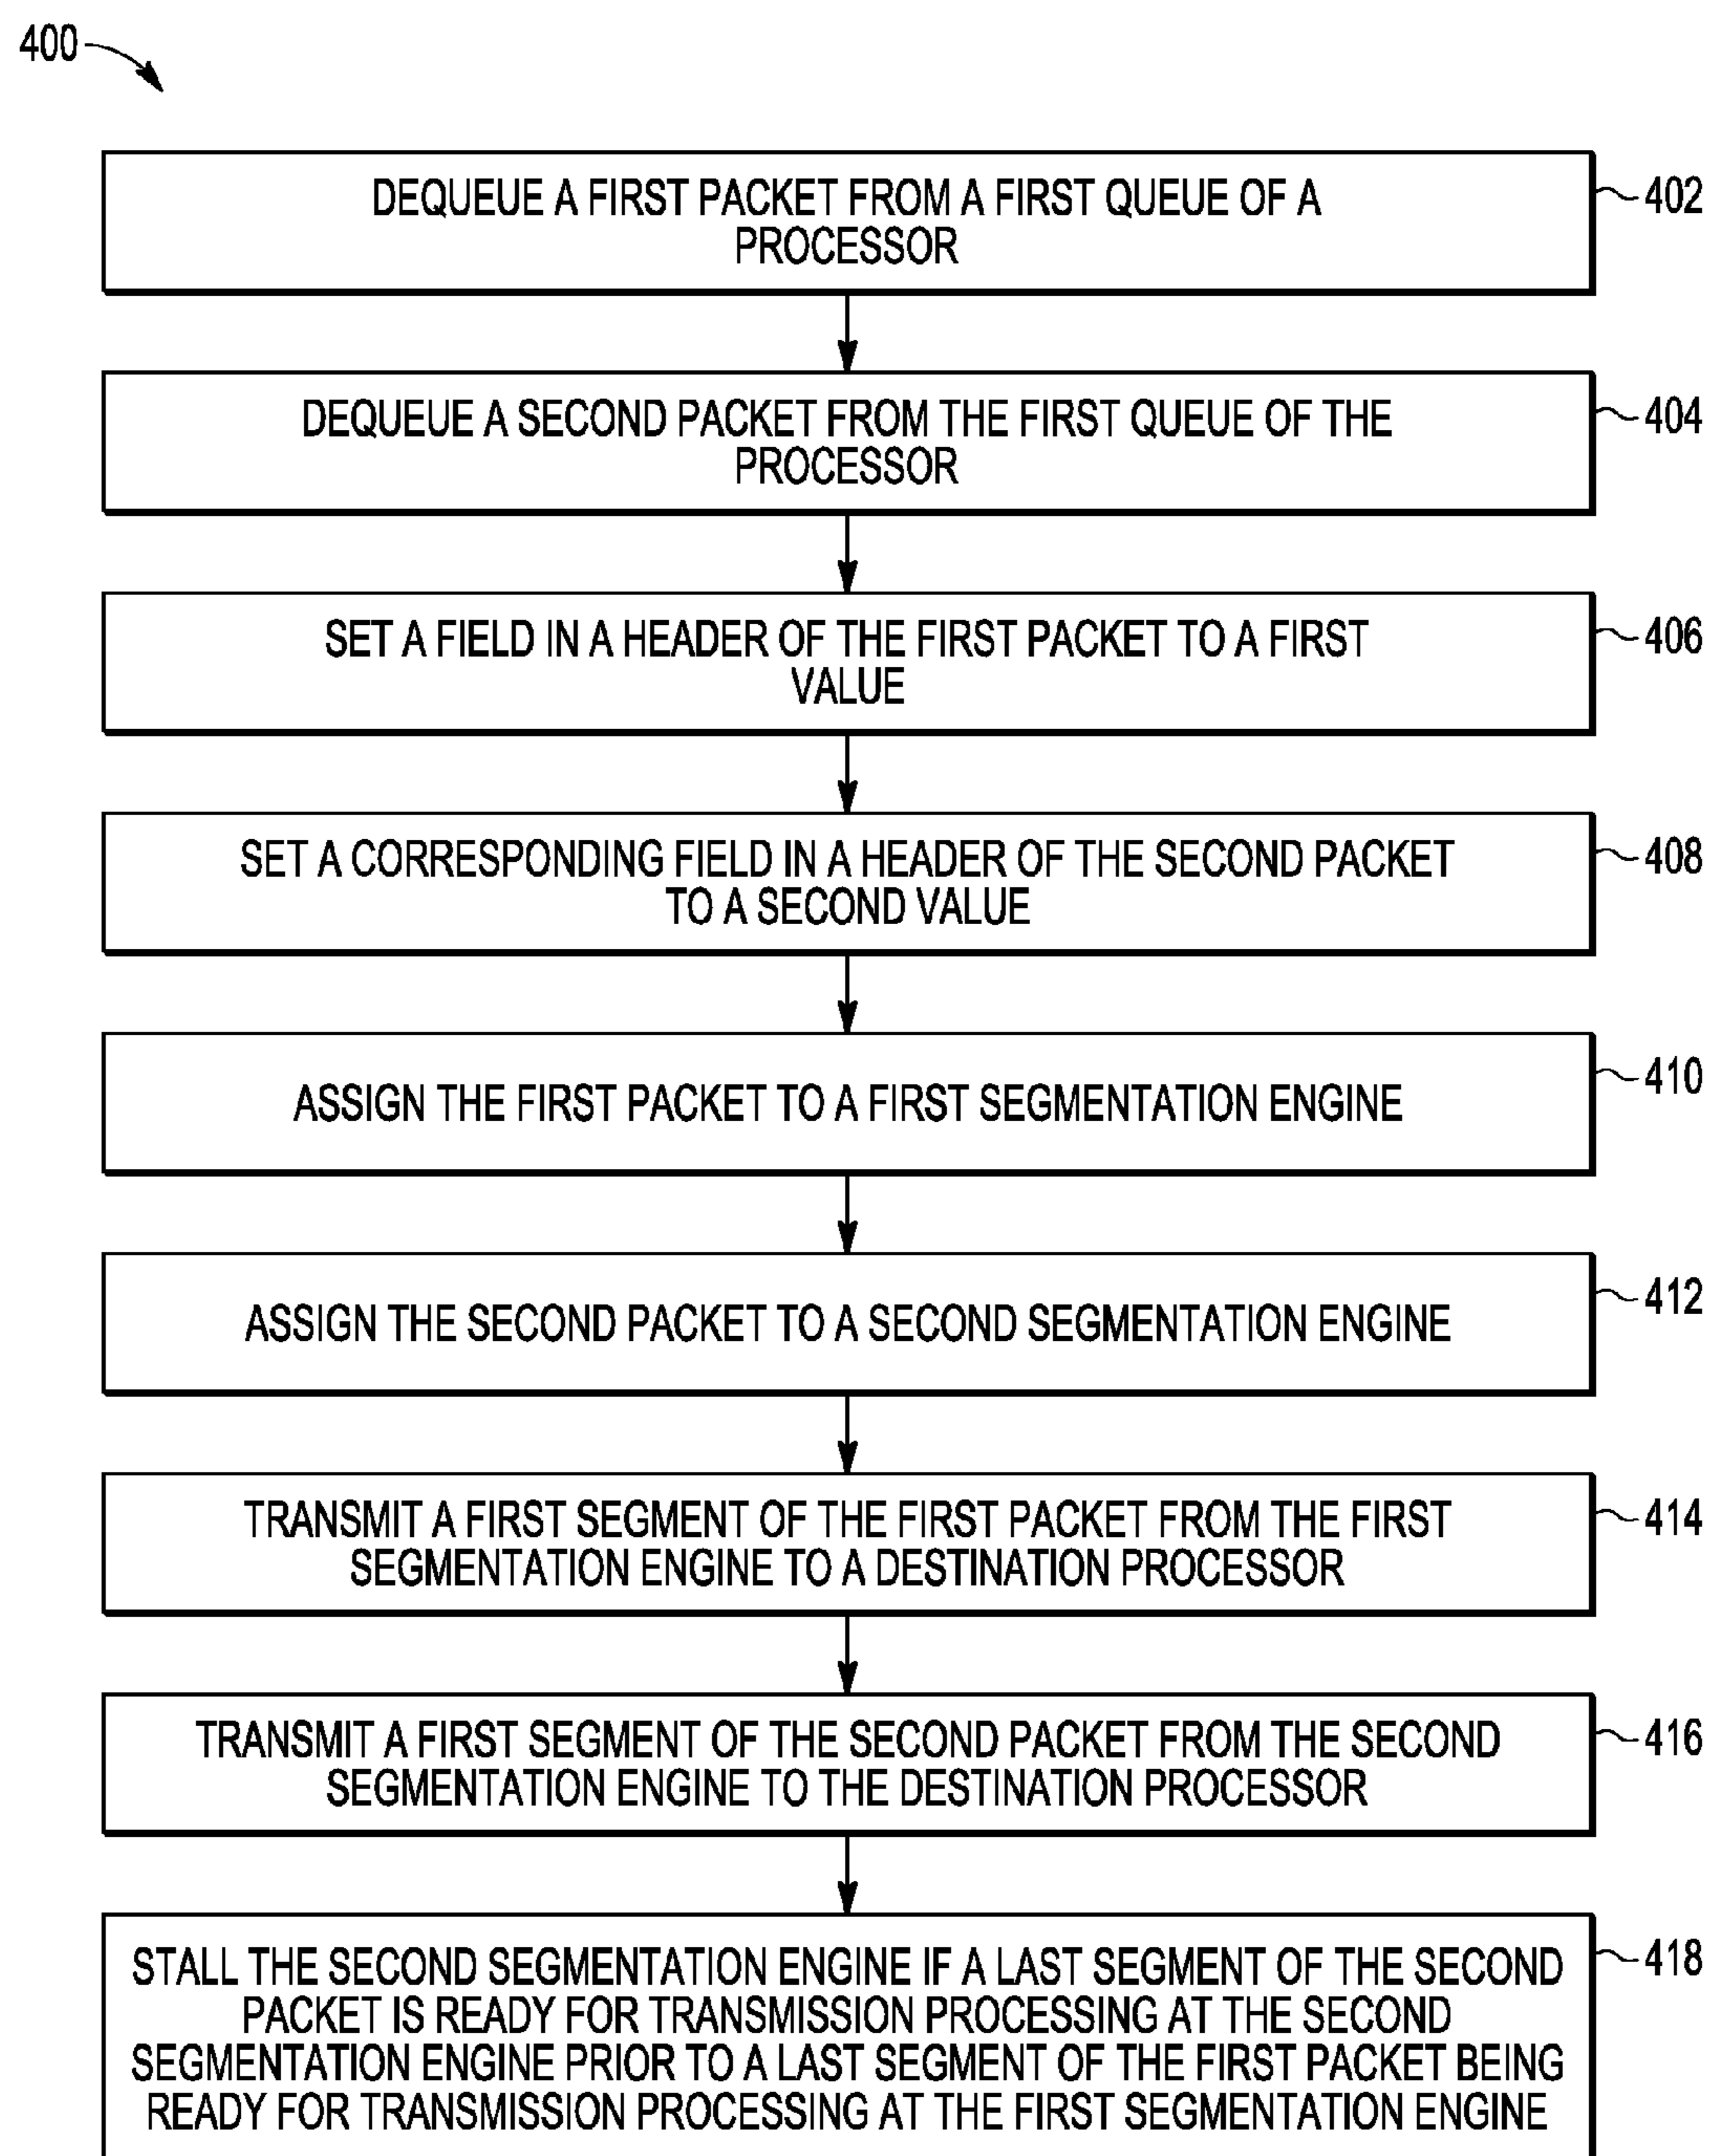 400
DEQUEUE A FIRST PACKET FROM A FIRST QUEUE OF A
PROCESSOR
402
DEQUEUE A SECOND PACKET FROM THE FIRST QUEUE OF THE
PROCESSOR
404
SET A FIELD IN A HEADER OF THE FIRST PACKET TO A FIRST
VALUE
406
SET A CORRESPONDING FIELD IN A HEADER OF THE SECOND PACKET
TO A SECOND VALUE
408
ASSIGN THE FIRST PACKET TO A FIRST SEGMENTATION ENGINE
410
ASSIGN THE SECOND PACKET TO A SECOND SEGMENTATION ENGINE
412
TRANSMIT A FIRST SEGMENT OF THE FIRST PACKET FROM THE FIRST
SEGMENTATION ENGINE TO A DESTINATION PROCESSOR
414
TRANSMIT A FIRST SEGMENT OF THE SECOND PACKET FROM THE SECOND
SEGMENTATION ENGINE TO THE DESTINATION PROCESSOR
416
STALL THE SECOND SEGMENTATION ENGINE IF A LAST SEGMENT OF THE SECOND
PACKET IS READY FOR TRANSMISSION PROCESSING AT THE SECOND
SEGMENTATION ENGINE PRIOR TO A LAST SEGMENT OF THE FIRST PACKET BEING
READY FOR TRANSMISSION PROCESSING AT THE FIRST SEGMENTATION ENGINE
418